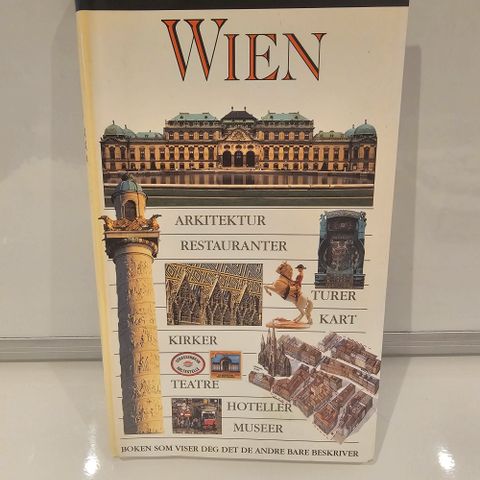 WIEN
ARKITEKTUR
RESTAURANTER
TURER
KART
KIRKER
TEATRE
HOTELLER
MUSEER
BOKEN SOM VISER DEG DET DE ANDRE BARE BESKRIVER